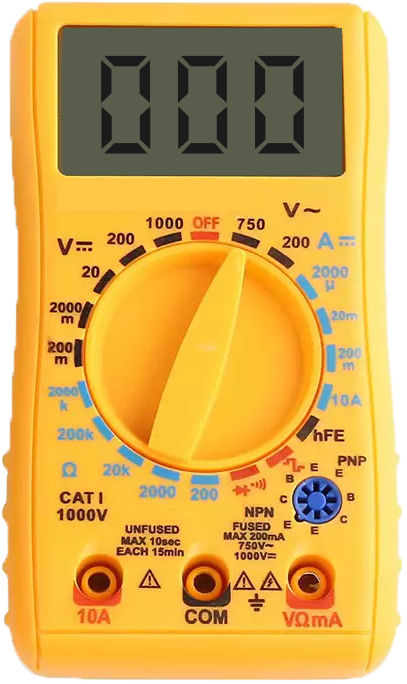 000
V~
1000 OFF 750
V⎓ 200 200 A⎓
20 2000
µ
2000
m 20m
200
m 200
m
2000
k 10A
200k hFE
Ω 20k 2000 200
PNP
E E B B C C E E
NPN
CAT I
1000V
UNFUSED
MAX 10sec
EACH 15min
FUSED
MAX 200mA
750V~
1000V⎓
10A COM VΩmA